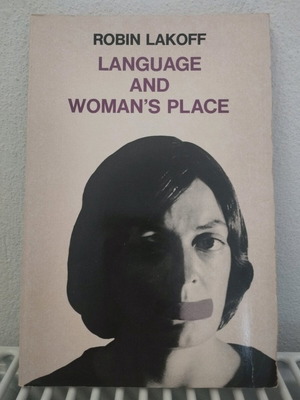 ROBIN LAKOFF
LANGUAGE
AND
WOMAN'S PLACE